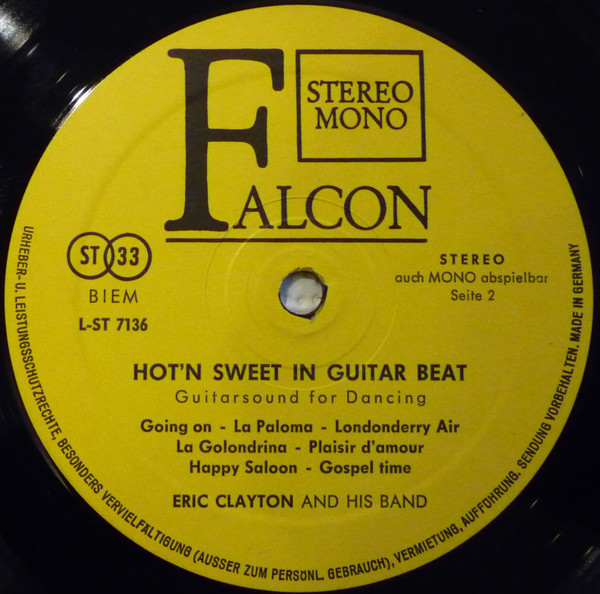 FALCON
STEREO
MONO
ST 33
BIEM
L-ST 7136
STEREO
auch MONO abspielbar
Seite 2
HOT'N SWEET IN GUITAR BEAT
Guitarsound for Dancing
Going on - La Paloma - Londonderry Air
La Golondrina - Plaisir d'amour
Happy Saloon - Gospel time
ERIC CLAYTON AND HIS BAND
URHEBER- U. LEISTUNGSSCHUTZRECHTE, BESONDERS VERVIELFÄLTIGUNG (AUSSER ZUM PERSÖNL. GEBRAUCH), VERMIETUNG, AUFFÜHRUNG, SENDUNG VORBEHALTEN. MADE IN GERMANY